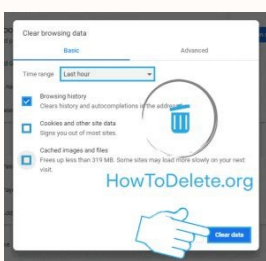 Clear browsing data
Basic Advanced
Time range Last hour
Browsing history
Clears history and autocompletions in the address
Cookies and other site data
Signs you out of most sites.
Cached images and files
Frees up less than 319 MB. Some sites may load more slowly on your next
visit.
HowToDelete.org
Clear data